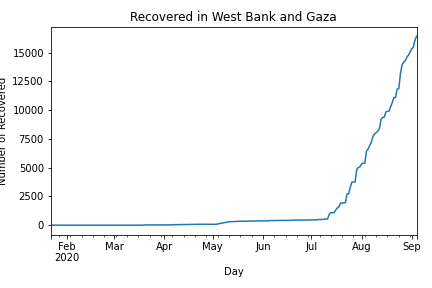 Recovered in West Bank and Gaza
Number of Recovered
15000
12500
10000
7500
5000
2500
0
Feb Mar Apr May Jun Jul Aug Sep
2020
Day